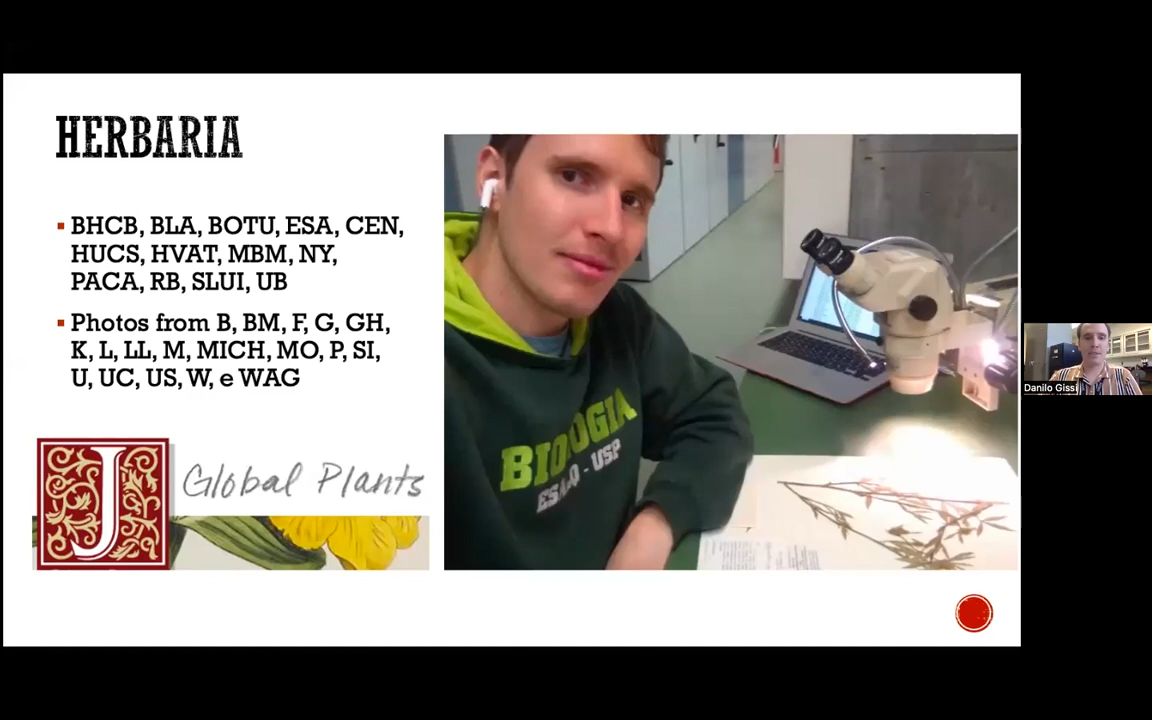 HERBARIA
BHCB, BLA, BOTU, ESA, CEN,
HUCS, HVAT, MBM, NY,
PACA, RB, SLUI, UB
Photos from B, BM, F, G, GH,
K, L, LL, M, MICH, MO, P, SI,
U, UC, US, W, e WAG
J
Global Plants
BIOLOGIA
ESALQ - USP
Danilo Gissi